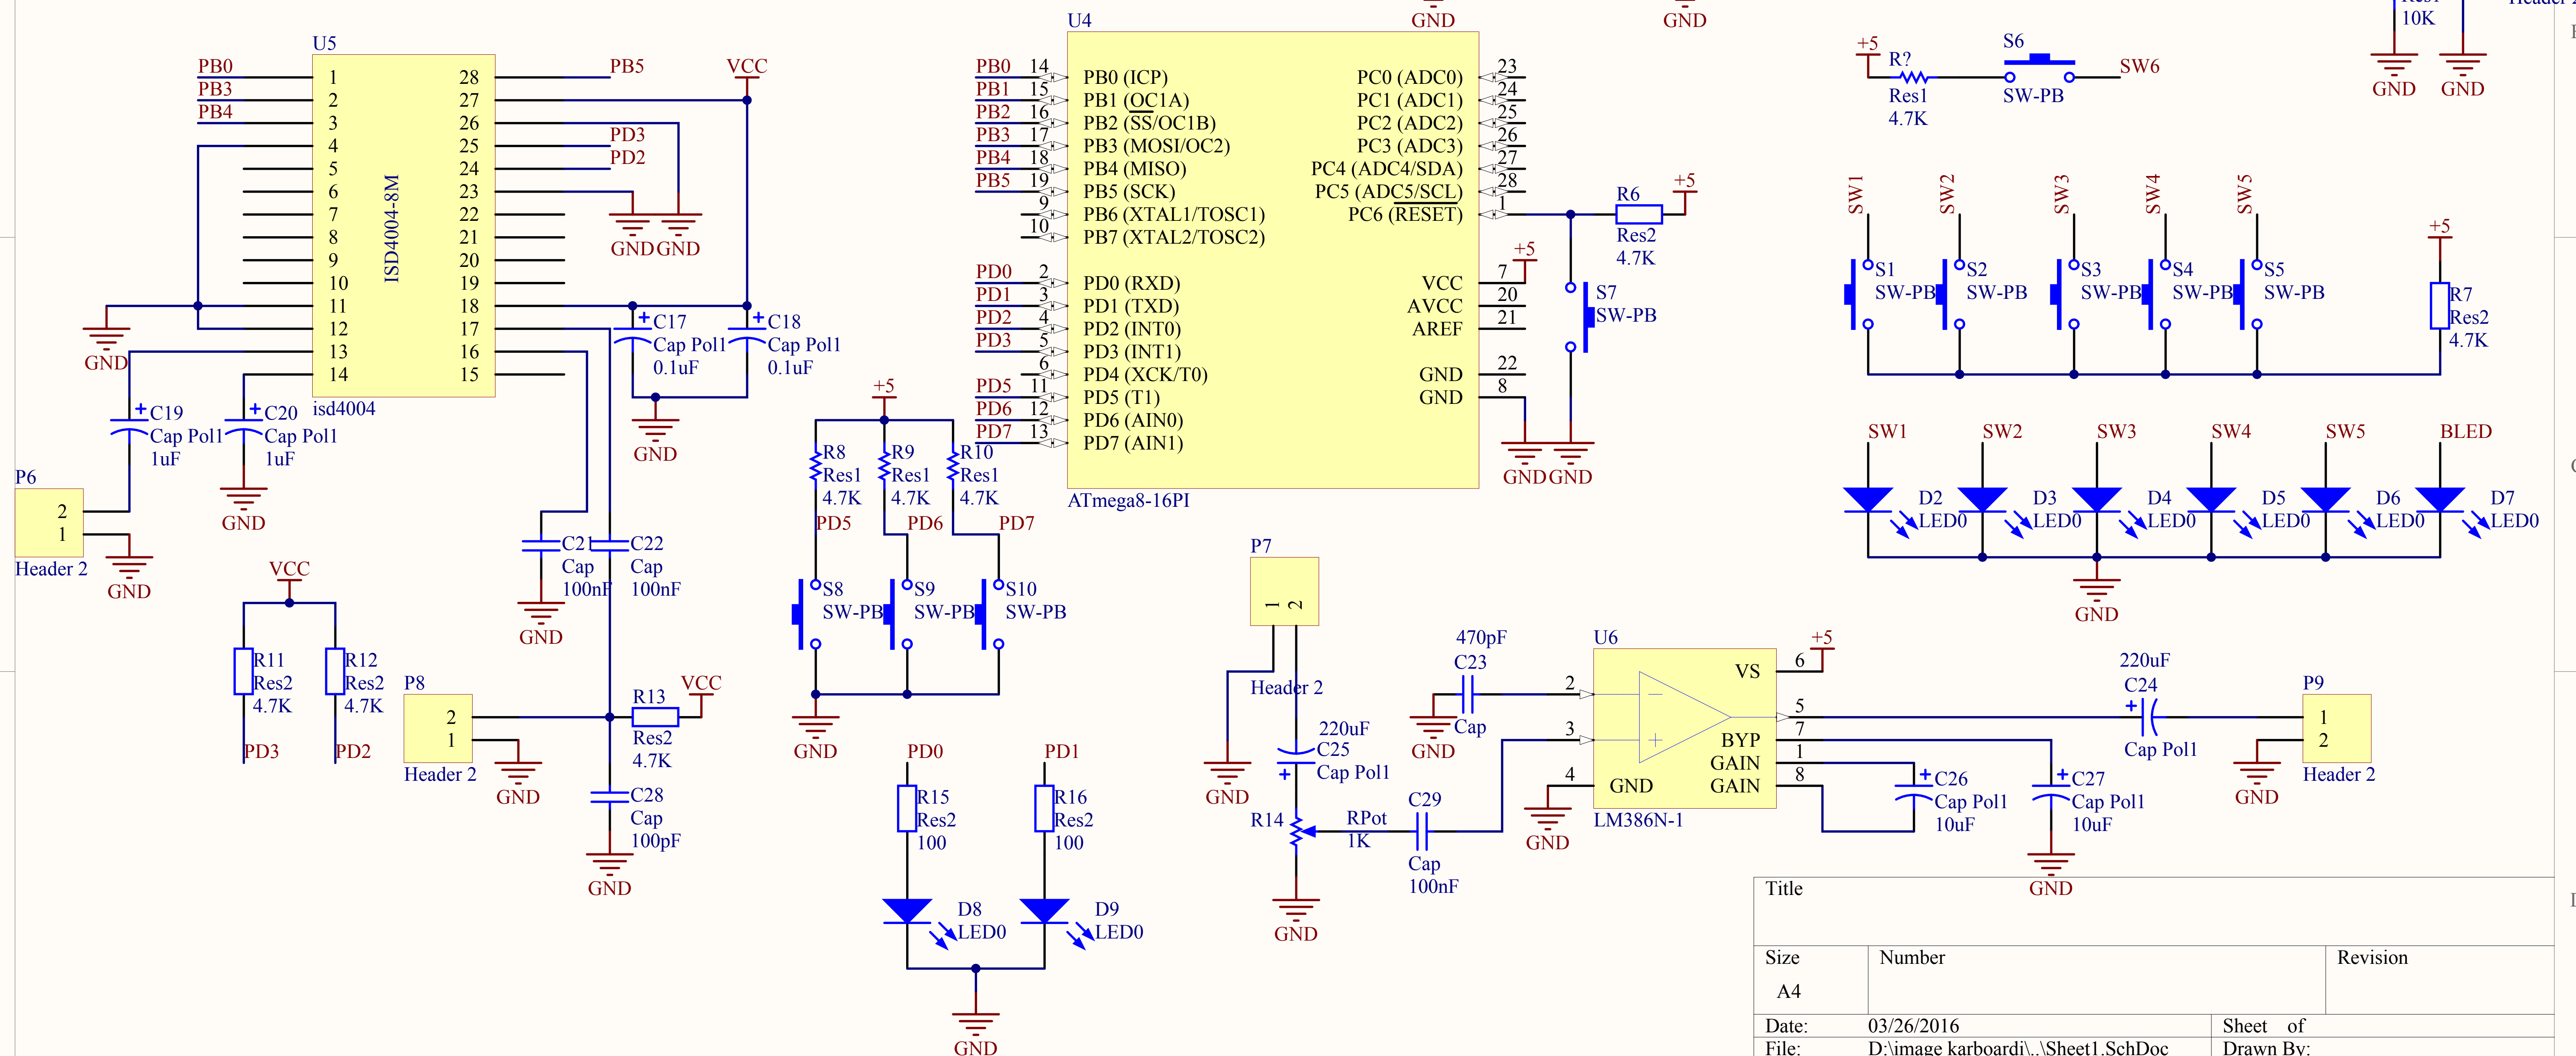 GND
GND
Res1
10K
Header 2
GND
GND
U5
ISD4004-8M
isd4004
PB0
PB3
PB4
1
2
3
4
5
6
7
8
9
10
11
12
13
14
28
27
26
25
24
23
22
21
20
19
18
17
16
15
PB5
VCC
PD3
PD2
GND
GND
GND
C17
Cap Pol1
0.1uF
C18
Cap Pol1
0.1uF
GND
C19
Cap Pol1
1uF
C20
Cap Pol1
1uF
GND
P6
2
1
Header 2
GND
C21
Cap
100nF
C22
Cap
100nF
GND
VCC
R11
Res2
4.7K
R12
Res2
4.7K
PD3
PD2
P8
2
1
Header 2
GND
R13
Res2
4.7K
VCC
C28
Cap
100pF
GND
U4
PB0
PB1
PB2
PB3
PB4
PB5
14
15
16
17
18
19
9
10
PB0 (ICP)
PB1 (OC1A)
PB2 (SS/OC1B)
PB3 (MOSI/OC2)
PB4 (MISO)
PB5 (SCK)
PB6 (XTAL1/TOSC1)
PB7 (XTAL2/TOSC2)
PD0
PD1
PD2
PD3
PD5
PD6
PD7
2
3
4
5
6
11
12
13
PD0 (RXD)
PD1 (TXD)
PD2 (INT0)
PD3 (INT1)
PD4 (XCK/T0)
PD5 (T1)
PD6 (AIN0)
PD7 (AIN1)
PC0 (ADC0)
PC1 (ADC1)
PC2 (ADC2)
PC3 (ADC3)
PC4 (ADC4/SDA)
PC5 (ADC5/SCL)
PC6 (RESET)
VCC
AVCC
AREF
GND
GND
23
24
25
26
27
28
1
7
20
21
22
8
ATmega8-16PI
+5
R6
Res2
4.7K
+5
S7
SW-PB
GND
GND
+5
R8
Res1
4.7K
R9
Res1
4.7K
R10
Res1
4.7K
PD5
PD6
PD7
S8
SW-PB
S9
SW-PB
S10
SW-PB
GND
PD0
PD1
R15
Res2
100
R16
Res2
100
D8
LED0
D9
LED0
GND
+5
R?
Res1
4.7K
S6
SW-PB
SW6
SW1
SW2
SW3
SW4
SW5
S1
SW-PB
S2
SW-PB
S3
SW-PB
S4
SW-PB
S5
SW-PB
+5
R7
Res2
4.7K
SW1
SW2
SW3
SW4
SW5
BLED
D2
LED0
D3
LED0
D4
LED0
D5
LED0
D6
LED0
D7
LED0
GND
P7
1
2
Header 2
GND
220uF
C25
Cap Pol1
R14
RPot
1K
GND
C29
Cap
100nF
470pF
C23
Cap
GND
U6
2
3
4
GND
VS
BYP
GAIN
GAIN
6
5
7
1
8
LM386N-1
GND
+5
C26
Cap Pol1
10uF
C27
Cap Pol1
10uF
GND
220uF
C24
Cap Pol1
P9
1
2
Header 2
GND
Title
Size
A4
Number
Revision
Date:
03/26/2016
Sheet of
File:
D:\image karboardi\..\Sheet1.SchDoc
Drawn By: